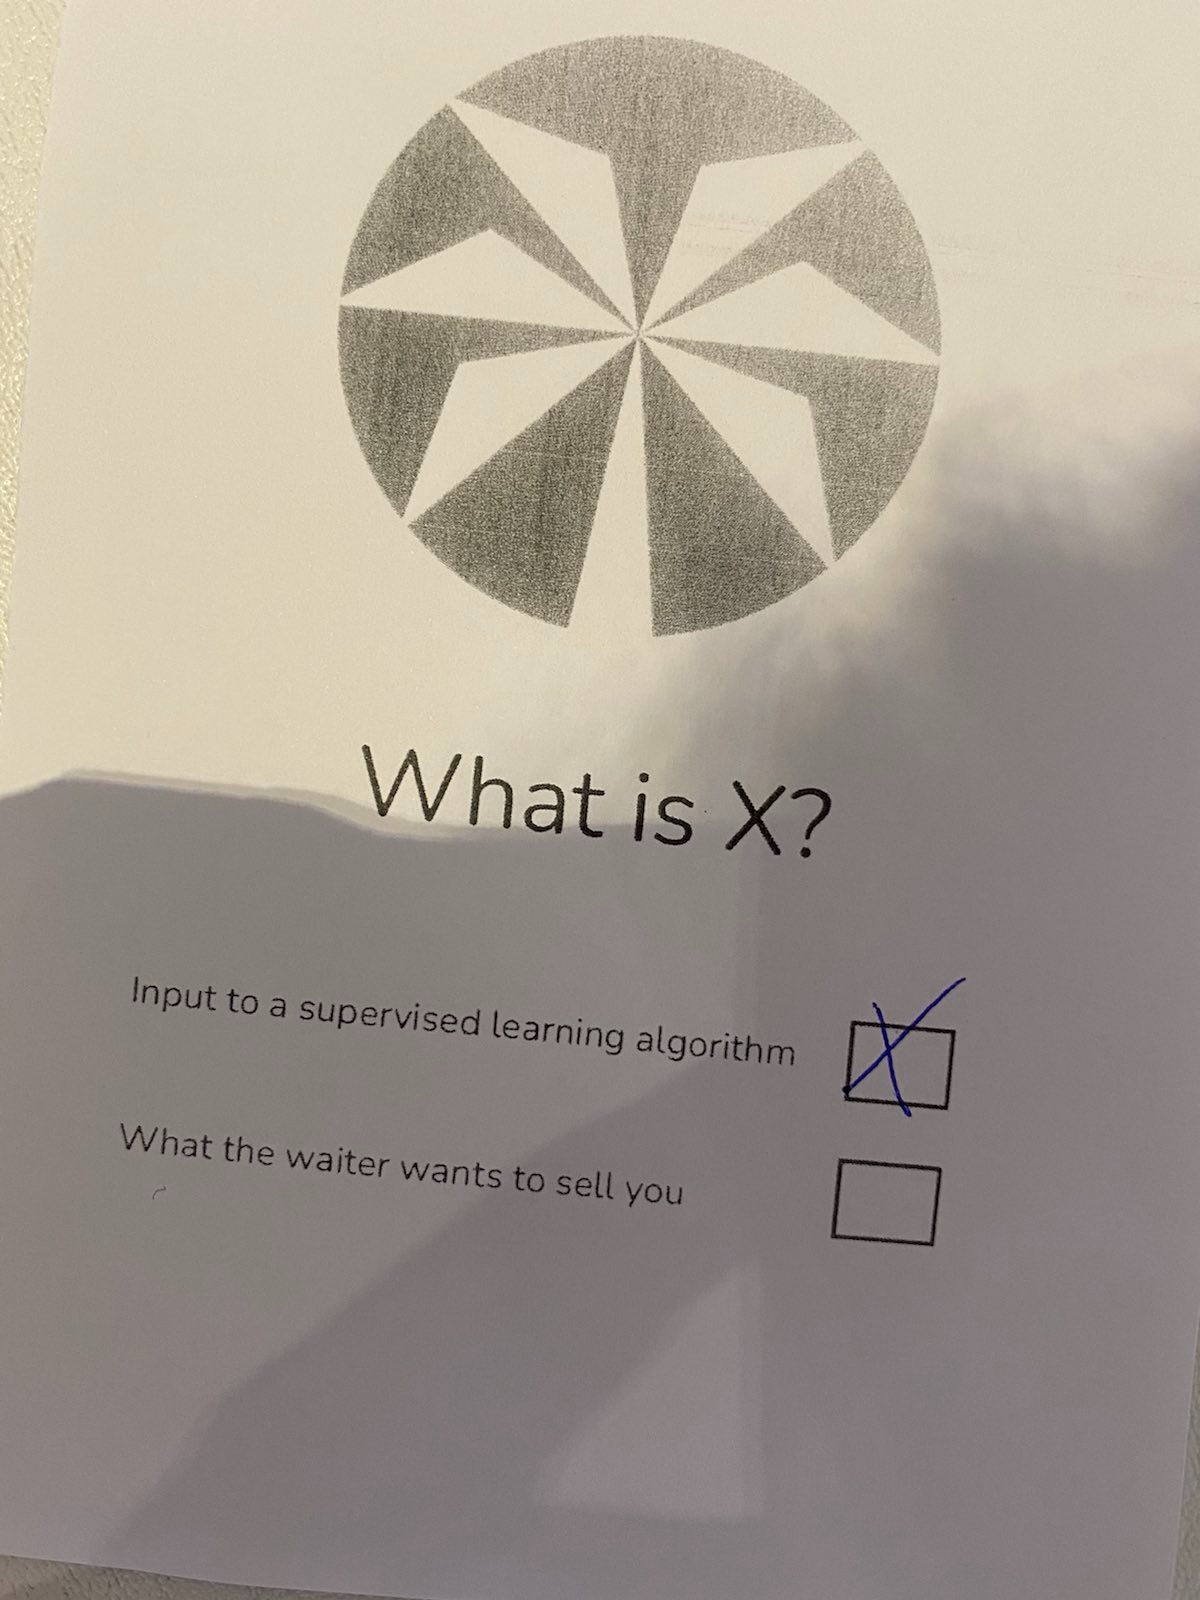 What is X?
Input to a supervised learning algorithm
What the waiter wants to sell you